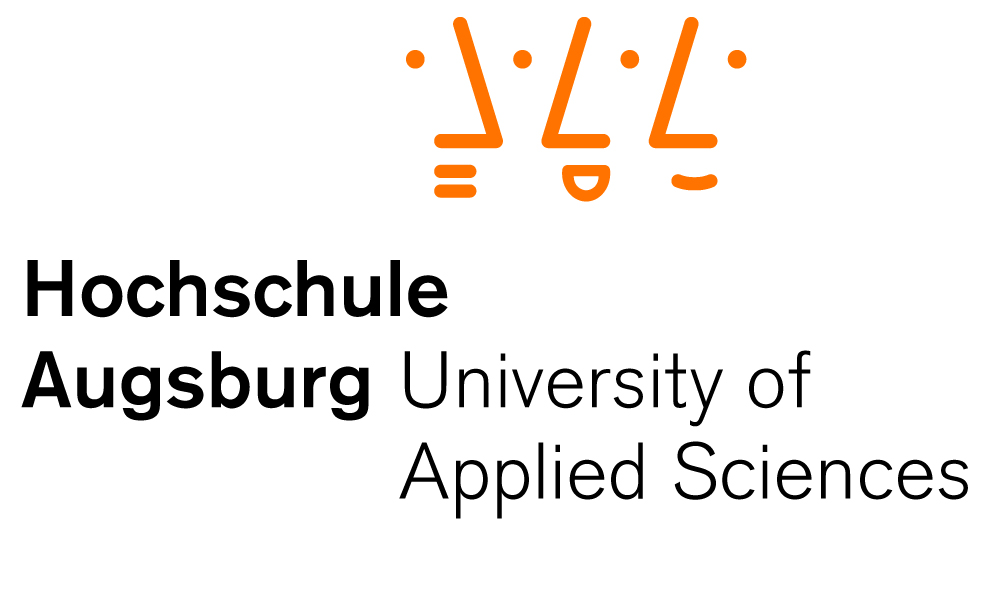 Hochschule
Augsburg University of
Applied Sciences